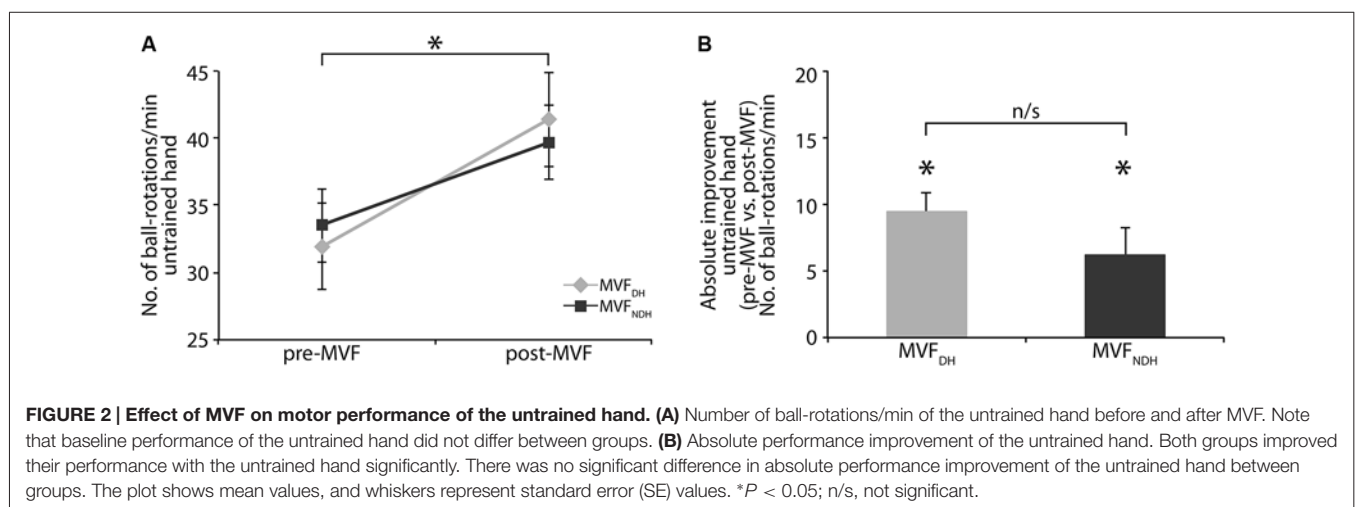 A
*
No. of ball-rotations/min
untrained hand
45
40
35
30
25
pre-MVF
post-MVF
MVF_DH
MVF_NDH
B
Absolute improvement
untrained hand
(pre-MVF vs. post-MVF)
No. of ball-rotations/min
20
15
10
5
0
n/s
*
*
MVF_DH
MVF_NDH
FIGURE 2 | Effect of MVF on motor performance of the untrained hand. (A) Number of ball-rotations/min of the untrained hand before and after MVF. Note
that baseline performance of the untrained hand did not differ between groups. (B) Absolute performance improvement of the untrained hand. Both groups improved
their performance with the untrained hand significantly. There was no significant difference in absolute performance improvement of the untrained hand between
groups. The plot shows mean values, and whiskers represent standard error (SE) values. *P < 0.05; n/s, not significant.